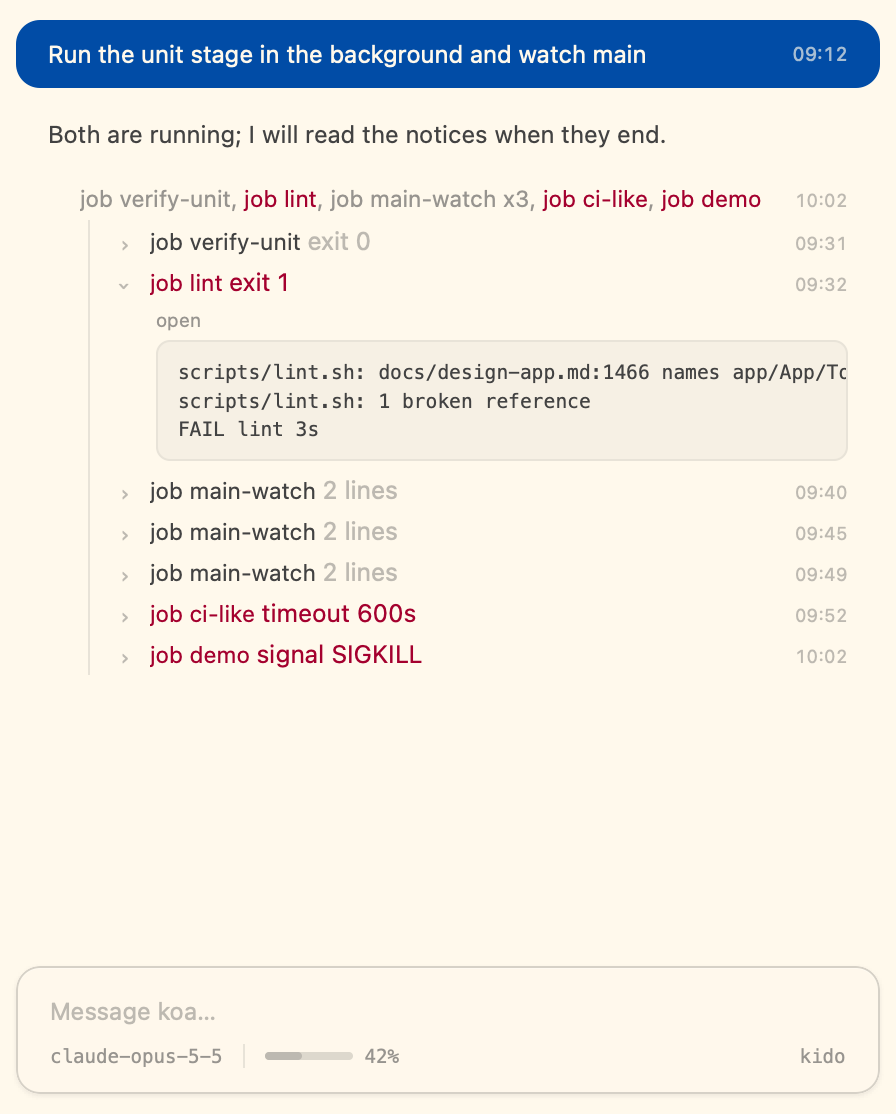 Run the unit stage in the background and watch main 09:12
Both are running; I will read the notices when they end.
job verify-unit, job lint, job main-watch x3, job ci-like, job demo 10:02
job verify-unit exit 0 09:31
job lint exit 1 09:32
open
scripts/lint.sh: docs/design-app.md:1466 names app/App/To
scripts/lint.sh: 1 broken reference
FAIL lint 3s
job main-watch 2 lines 09:40
job main-watch 2 lines 09:45
job main-watch 2 lines 09:49
job ci-like timeout 600s 09:52
job demo signal SIGKILL 10:02
Message koa...
claude-opus-5-5 42% kido